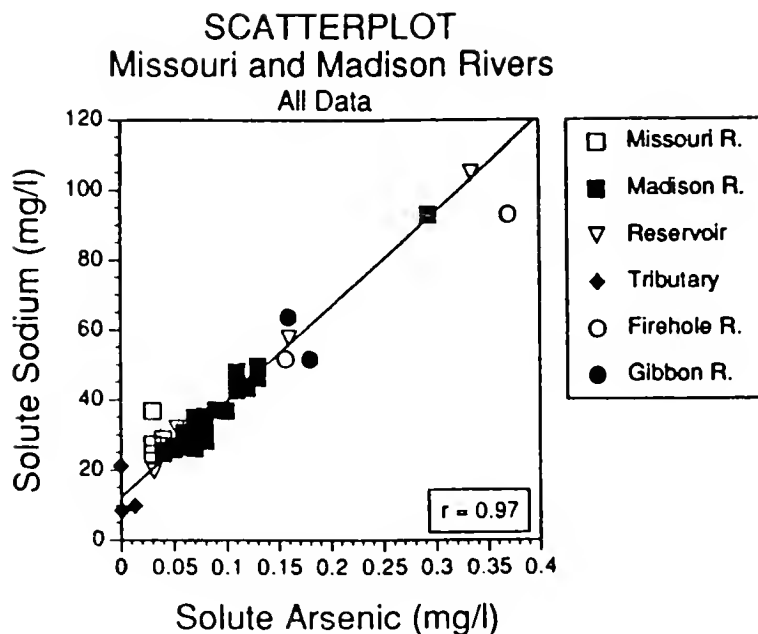 SCATTERPLOT
Missouri and Madison Rivers
All Data
Solute Sodium (mg/l)
120
100
80
60
40
20
0
0 0.05 0.1 0.15 0.2 0.25 0.3 0.35 0.4
Solute Arsenic (mg/l)
r = 0.97
Missouri R.
Madison R.
Reservoir
Tributary
Firehole R.
Gibbon R.